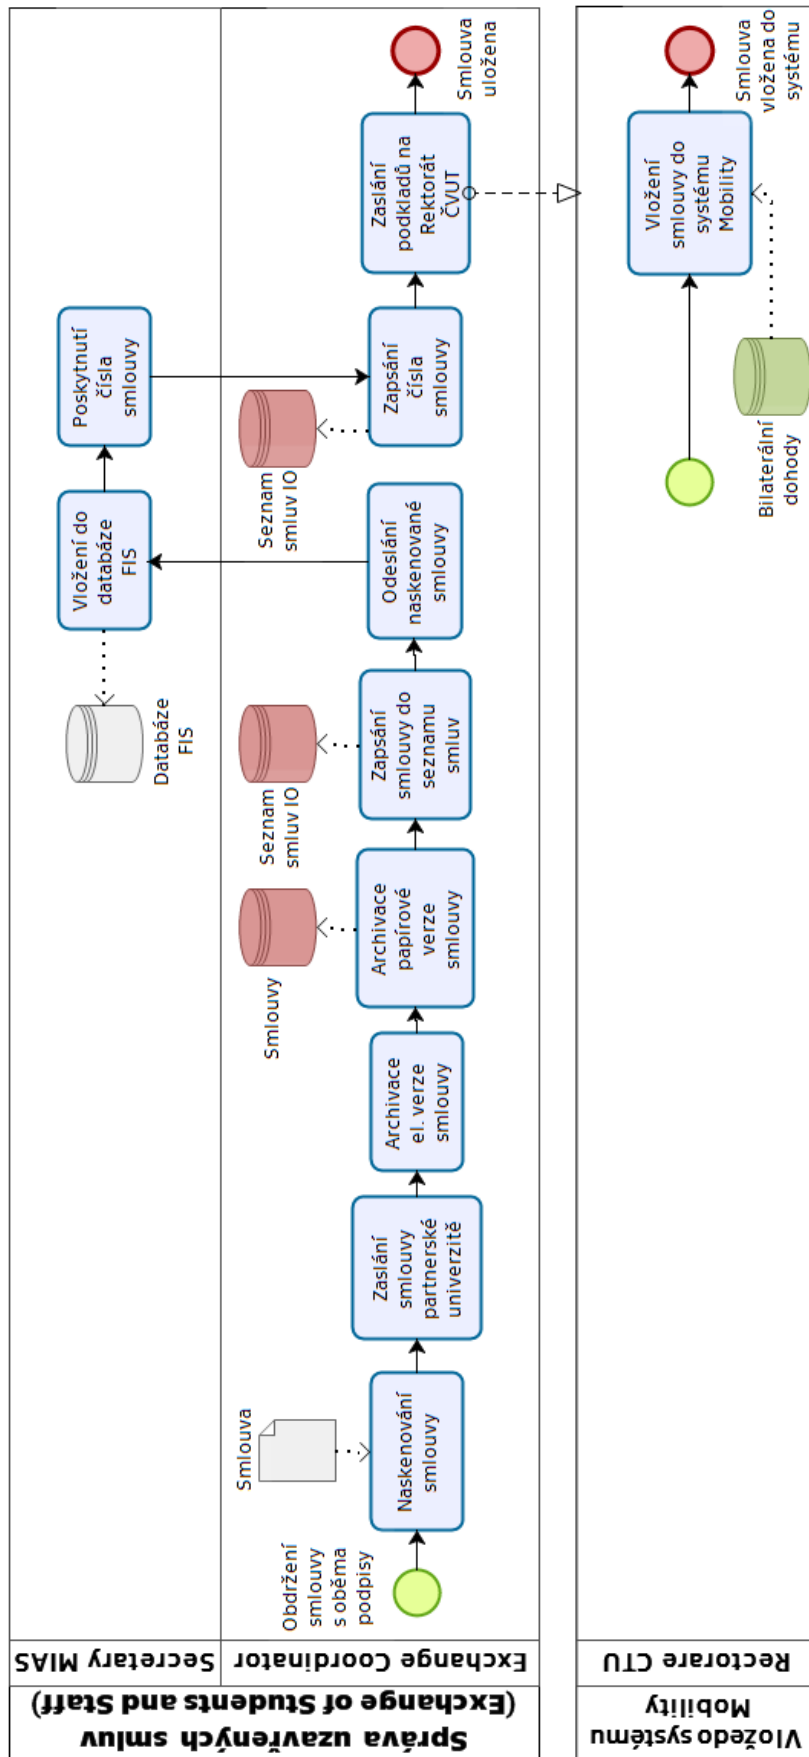 Správa uzavřených smluv
(Exchange of Students and Staff)
Secretary MIAS
Exchange Coordinator
Databáze
FIS
Vložení do
databáze
FIS
Poskytnutí
čísla
smlouvy
Obdržení
smlouvy
s oběma
podpisy
Smlouva
Naskenování
smlouvy
Zaslání
smlouvy
partnerské
univerzitě
Archivace
el. verze
smlouvy
Smlouvy
Archivace
papírové
verze
smlouvy
Seznam
smluv IO
Zapsání
smlouvy do
seznamu
smluv
Odeslání
naskenované
smlouvy
Seznam
smluv IO
Zapsání
čísla
smlouvy
Zaslání
podkladů na
Rektorát
ČVUT
Smlouva
uložena
Vložedo systému
Mobility
Rectorare CTU
Bilaterální
dohody
Vložení
smlouvy do
systému
Mobility
Smlouva
vložena do
systému